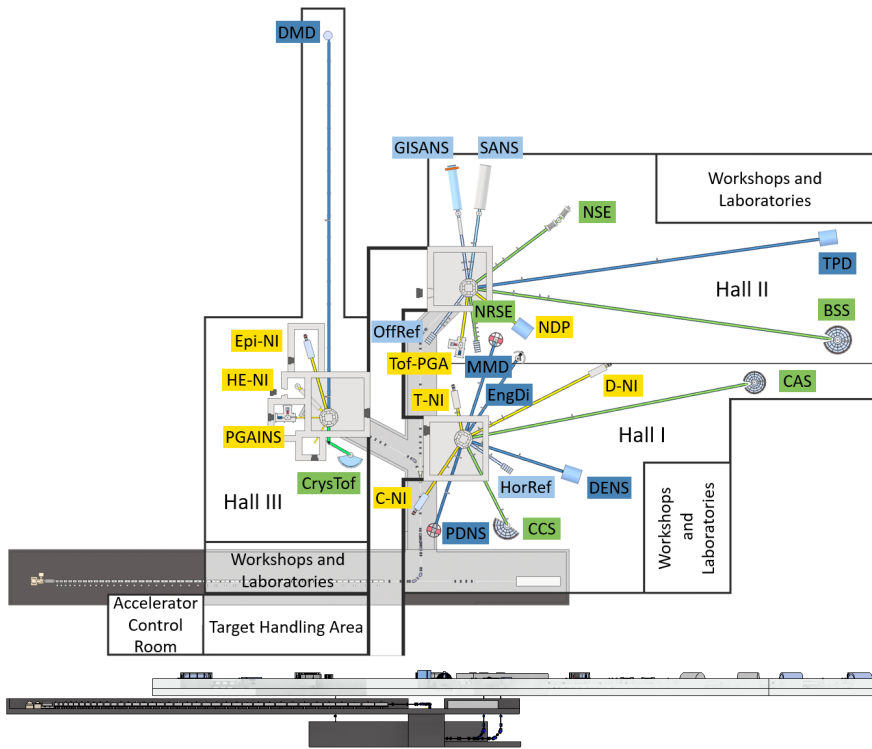 DMD
GISANS
SANS
Workshops and
Laboratories
NSE
TPD
Hall II
BSS
NRSE
OffRef
NDP
Epi-NI
Tof-PGA
MMD
HE-NI
T-NI
EngDi
D-NI
CAS
PGAINS
Hall I
CrysTof
HorRef
DENS
C-NI
Hall III
PDNS
CCS
Workshops
and
Laboratories
Workshops and
Laboratories
Accelerator
Control
Room
Target Handling Area